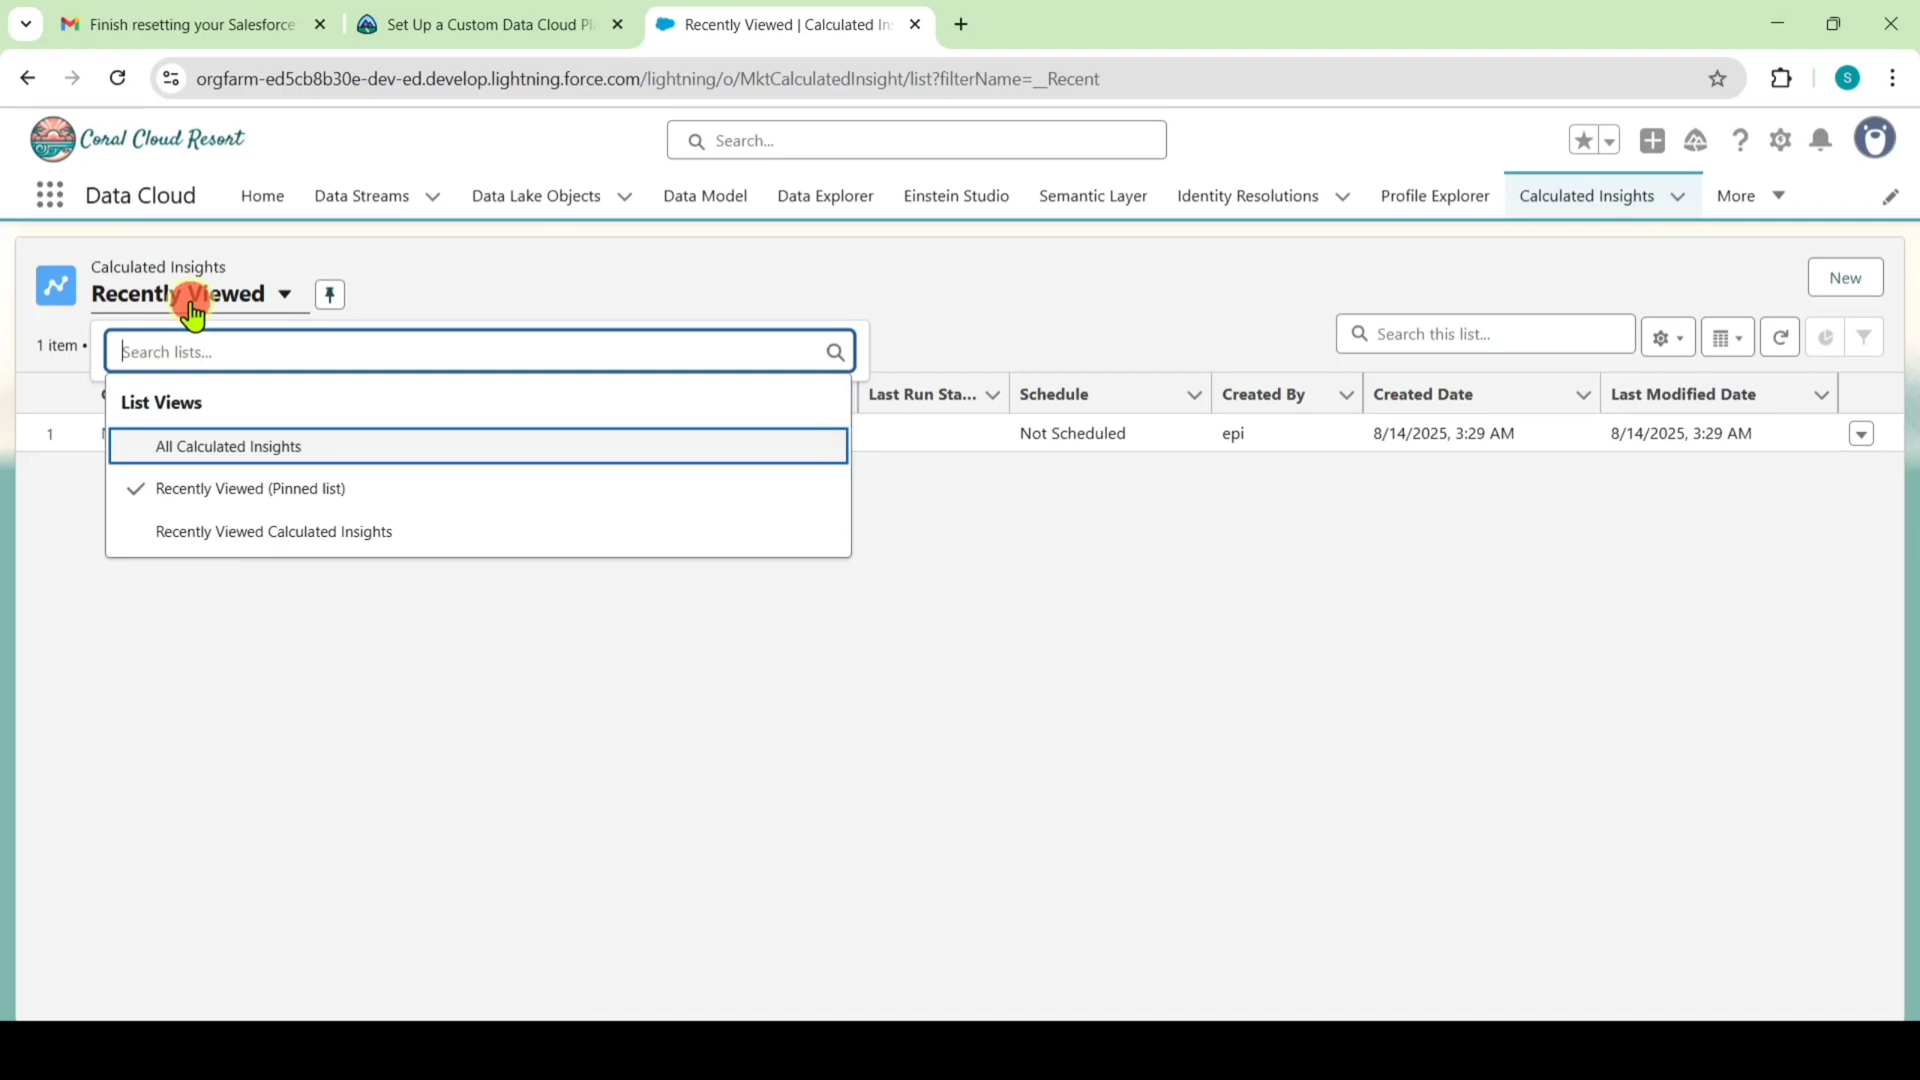 Finish resetting your Salesforce
Set Up a Custom Data Cloud Pl
Recently Viewed | Calculated In
orgfarm-ed5cb8b30e-dev-ed.develop.lightning.force.com/lightning/o/MktCalculatedInsight/list?filterName=__Recent
S
Coral Cloud Resort
Search...
Data Cloud
Home
Data Streams
Data Lake Objects
Data Model
Data Explorer
Einstein Studio
Semantic Layer
Identity Resolutions
Profile Explorer
Calculated Insights
More
Calculated Insights
Recently Viewed
New
1 item •
Search lists...
Search this list...
List Views
Last Run Sta...
Schedule
Created By
Created Date
Last Modified Date
1
Not Scheduled
epi
8/14/2025, 3:29 AM
8/14/2025, 3:29 AM
All Calculated Insights
Recently Viewed (Pinned list)
Recently Viewed Calculated Insights